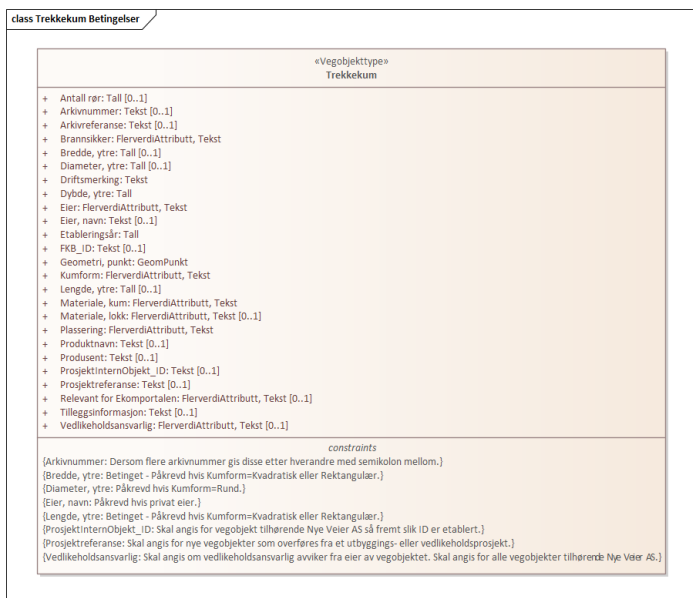 class Trekkekum Betingelser
«Vegobjekttype»
Trekkekum
+ Antall rør: Tall [0..1]
+ Arkivnummer: Tekst [0..1]
+ Arkivreferanse: Tekst [0..1]
+ Brannsikker: FlerverdiAttributt, Tekst
+ Bredde, ytre: Tall [0..1]
+ Diameter, ytre: Tall [0..1]
+ Driftsmerking: Tekst
+ Dybde, ytre: Tall
+ Eier: FlerverdiAttributt, Tekst
+ Eier, navn: Tekst [0..1]
+ Etableringsår: Tall
+ FKB_ID: Tekst [0..1]
+ Geometri, punkt: GeomPunkt
+ Kumform: FlerverdiAttributt, Tekst
+ Lengde, ytre: Tall [0..1]
+ Materiale, kum: FlerverdiAttributt, Tekst
+ Materiale, lokk: FlerverdiAttributt, Tekst [0..1]
+ Plassering: FlerverdiAttributt, Tekst
+ Produktnavn: Tekst [0..1]
+ Produsent: Tekst [0..1]
+ ProsjektInternObjekt_ID: Tekst [0..1]
+ Prosjektreferanse: Tekst [0..1]
+ Relevant for Ekomportalen: FlerverdiAttributt, Tekst [0..1]
+ Tilleggsinformasjon: Tekst [0..1]
+ Vedlikeholdsansvarlig: FlerverdiAttributt, Tekst [0..1]
constraints
{Arkivnummer: Dersom flere arkivnummer gis disse etter hverandre med semikolon mellom.}
{Bredde, ytre: Betinget - Påkrevd hvis Kumform=Kvadratisk eller Rektangulær.}
{Diameter, ytre: Påkrevd hvis Kumform=Rund.}
{Eier, navn: Påkrevd hvis privat eier.}
{Lengde, ytre: Betinget - Påkrevd hvis Kumform=Kvadratisk eller Rektangulær.}
{ProsjektInternObjekt_ID: Skal angis for vegobjekt tilhørende Nye Veier AS så fremt slik ID er etablert.}
{Prosjektreferanse: Skal angis for nye vegobjekter som overføres fra et utbyggings- eller vedlikeholdsprosjekt.}
{Vedlikeholdsansvarlig: Skal angis om vedlikeholdsansvarlig avviker fra eier av vegobjektet. Skal angis for alle vegobjekter tilhørende Nye Veier AS.}